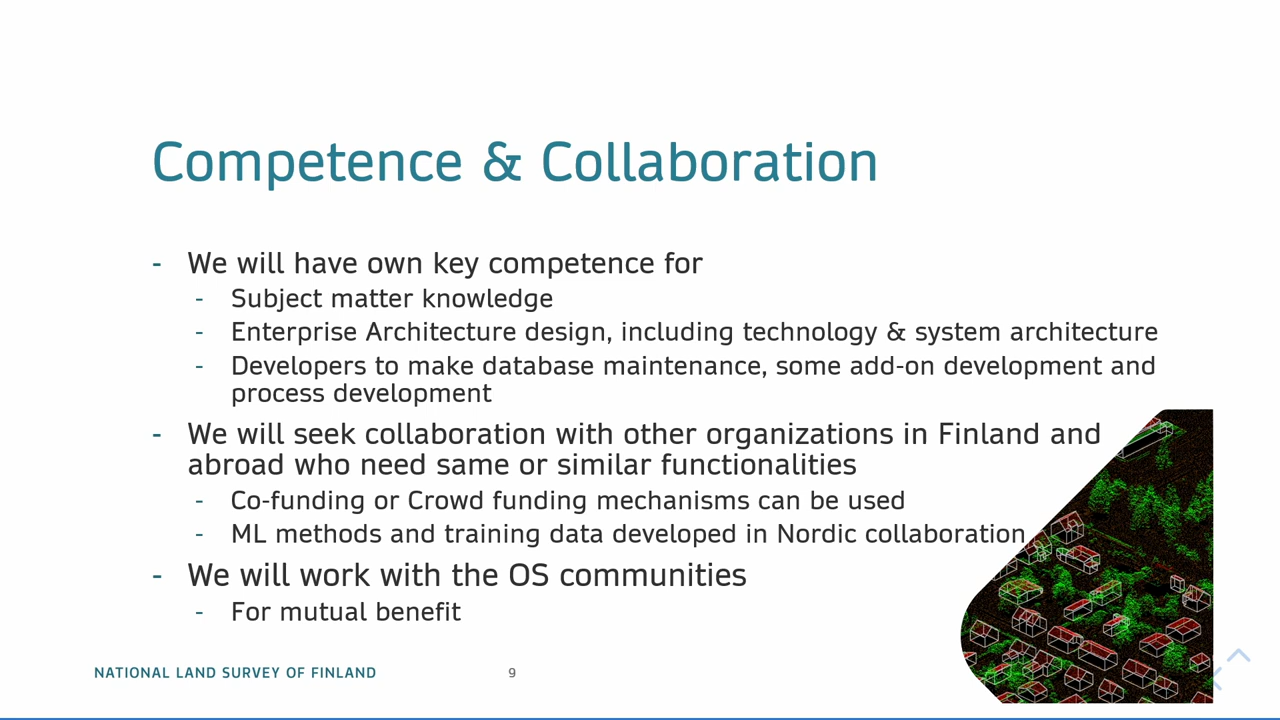 Competence & Collaboration
- We will have own key competence for
- Subject matter knowledge
- Enterprise Architecture design, including technology & system architecture
- Developers to make database maintenance, some add-on development and
process development
- We will seek collaboration with other organizations in Finland and
abroad who need same or similar functionalities
- Co-funding or Crowd funding mechanisms can be used
- ML methods and training data developed in Nordic collaboration
- We will work with the OS communities
- For mutual benefit
NATIONAL LAND SURVEY OF FINLAND 9